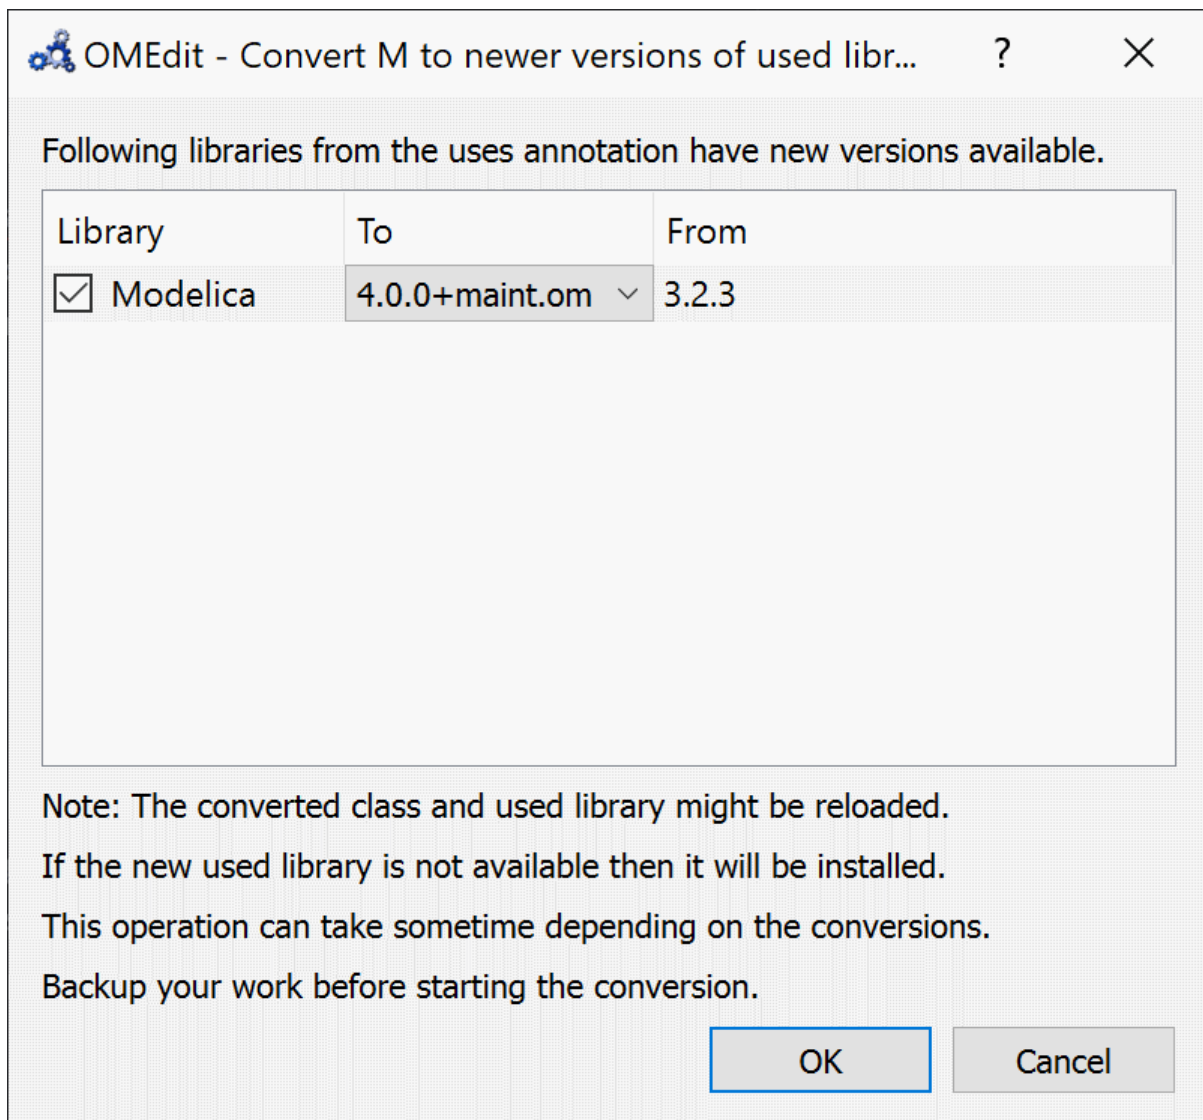 OMEdit - Convert M to newer versions of used libr... ?
Following libraries from the uses annotation have new versions available.
Library To From
Modelica 4.0.0+maint.om 3.2.3
Note: The converted class and used library might be reloaded.
If the new used library is not available then it will be installed.
This operation can take sometime depending on the conversions.
Backup your work before starting the conversion.
OK Cancel